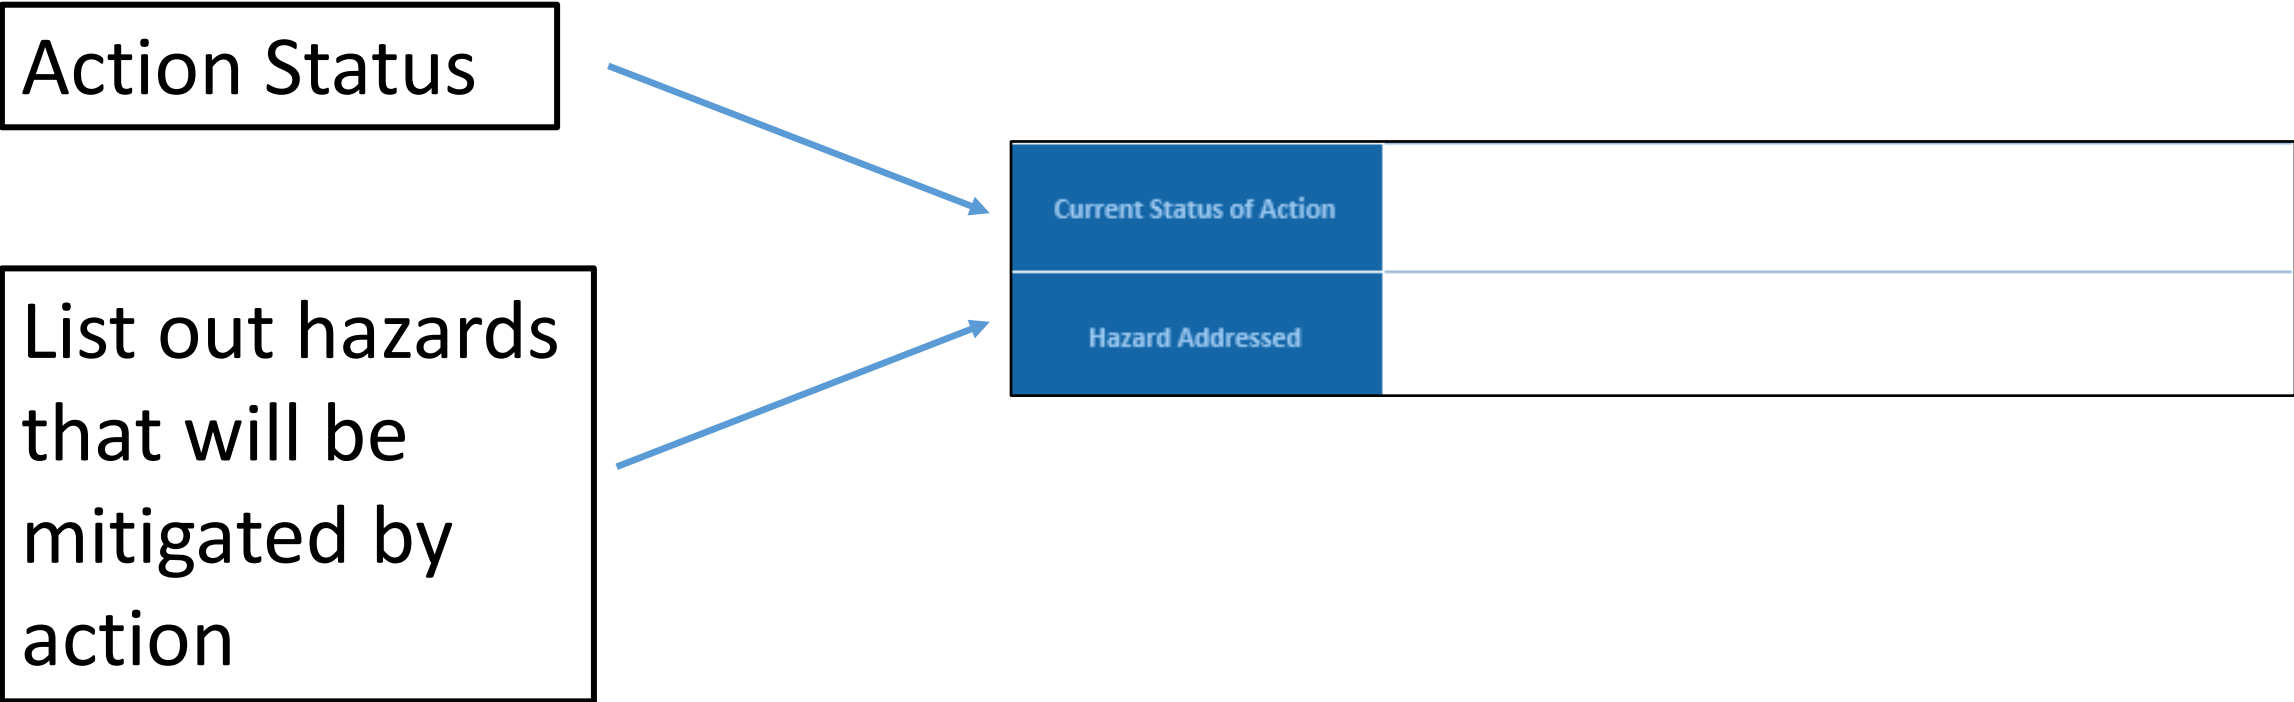 Action Status
Current Status of Action
Hazard Addressed
List out hazards
that will be
mitigated by
action